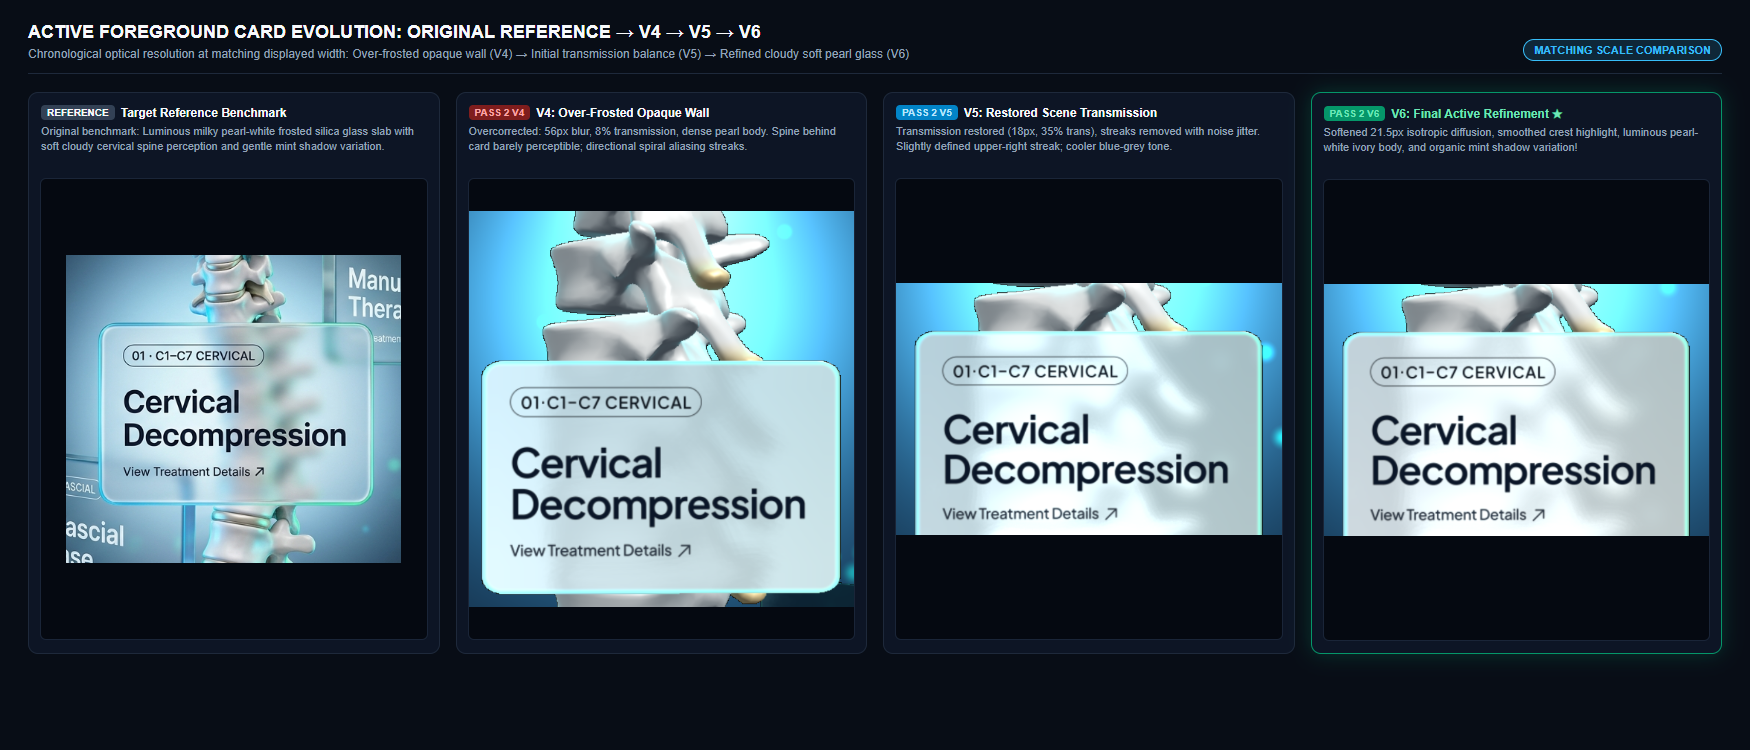 ACTIVE FOREGROUND CARD EVOLUTION: ORIGINAL REFERENCE → V4 → V5 → V6
Chronological optical resolution at matching displayed width: Over-frosted opaque wall (V4) → Initial transmission balance (V5) → Refined cloudy soft pearl glass (V6)
MATCHING SCALE COMPARISON
REFERENCE Target Reference Benchmark
Original benchmark: Luminous milky pearl-white frosted silica glass slab with
soft cloudy cervical spine perception and gentle mint shadow variation.
Manu
Thera
eatmen
01 · C1–C7 CERVICAL
Cervical
Decompression
View Treatment Details ↗
ASCIAL
ascial
ase
PASS 2 V4 V4: Over-Frosted Opaque Wall
Overcorrected: 56px blur, 8% transmission, dense pearl body. Spine behind
card barely perceptible; directional spiral aliasing streaks.
01·C1–C7 CERVICAL
Cervical
Decompression
View Treatment Details ↗
PASS 2 V5 V5: Restored Scene Transmission
Transmission restored (18px, 35% trans), streaks removed with noise jitter.
Slightly defined upper-right streak; cooler blue-grey tone.
01·C1–C7 CERVICAL
Cervical
Decompression
View Treatment Details ↗
PASS 2 V6 V6: Final Active Refinement ★
Softened 21.5px isotropic diffusion, smoothed crest highlight, luminous pearl-
white ivory body, and organic mint shadow variation!
01·C1–C7 CERVICAL
Cervical
Decompression
View Treatment Details ↗